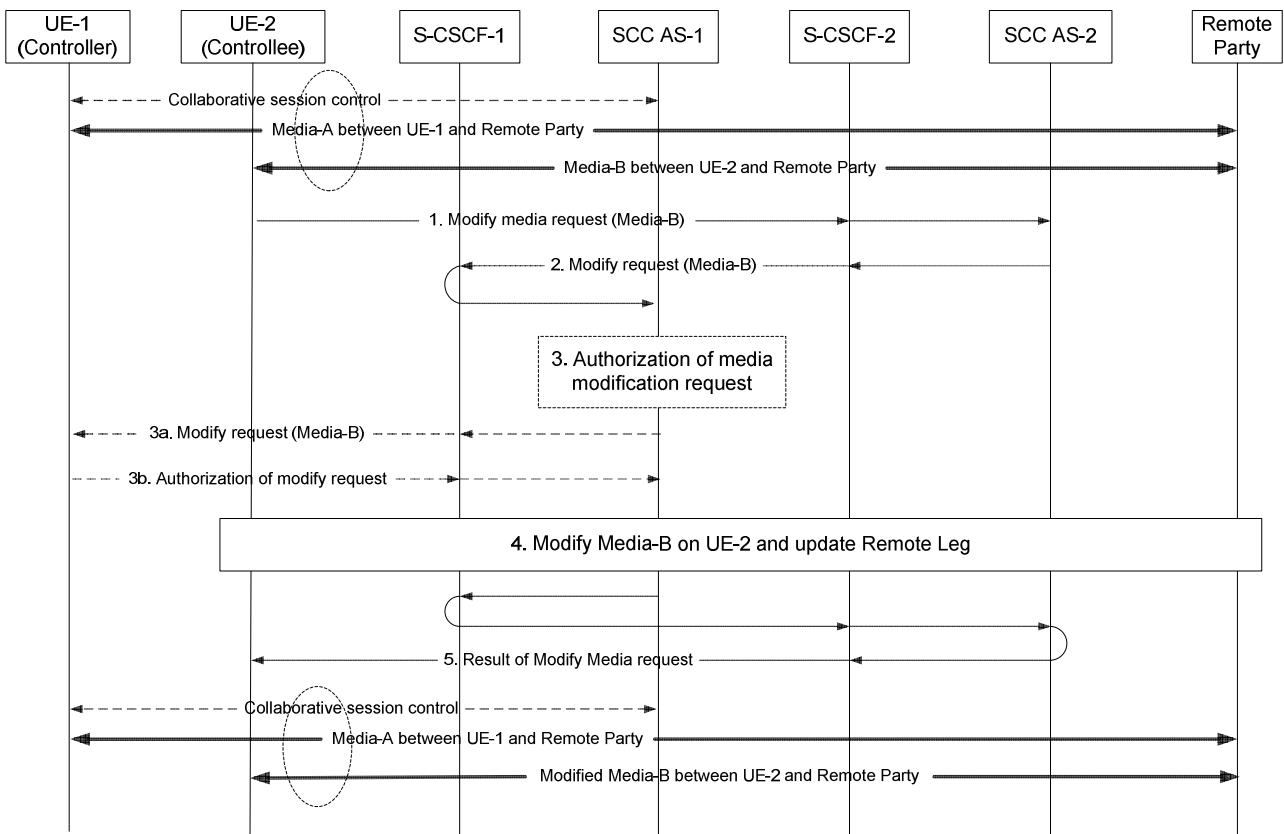 UE-1
(Controller)
UE-2
(Controllee)
S-CSCF-1
SCC AS-1
S-CSCF-2
SCC AS-2
Remote
Party
Collaborative session control
Media-A between UE-1 and Remote Party
Media-B between UE-2 and Remote Party
1. Modify media request (Media-B)
2. Modify request (Media-B)
3. Authorization of media
modification request
3a. Modify request (Media-B)
3b. Authorization of modify request
4. Modify Media-B on UE-2 and update Remote Leg
5. Result of Modify Media request
Collaborative session control
Media-A between UE-1 and Remote Party
Modified Media-B between UE-2 and Remote Party